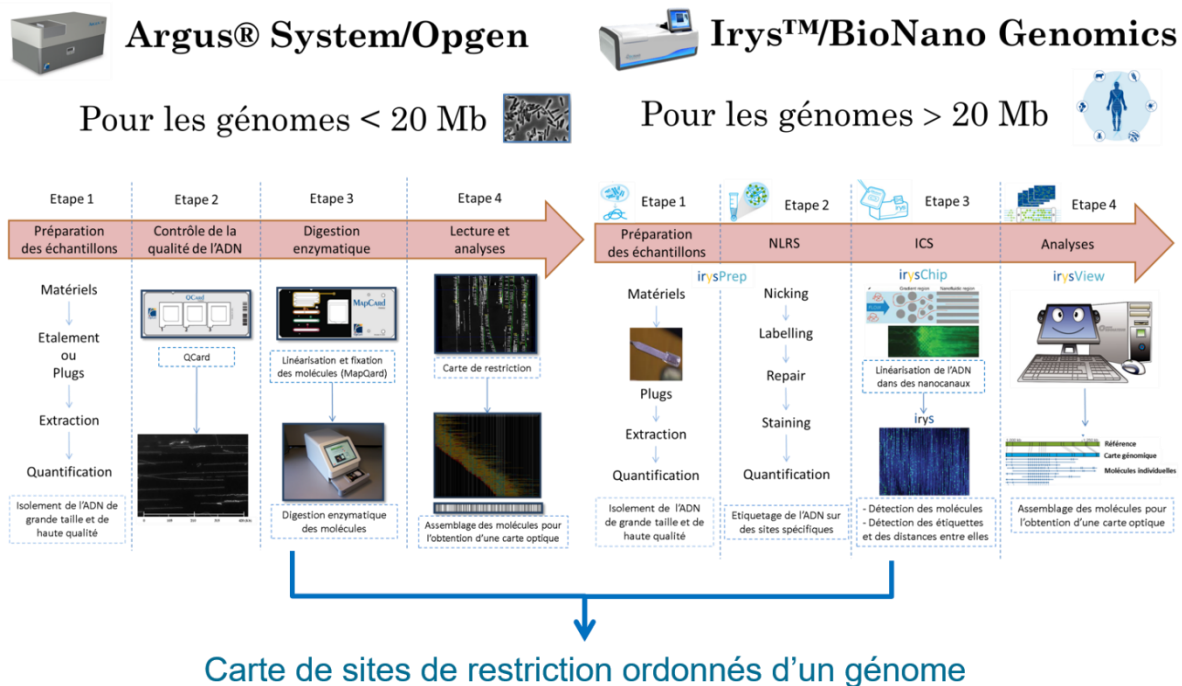 Argus® System/Opgen
Pour les génomes < 20 Mb
Etape 1
Etape 2
Etape 3
Etape 4
Préparation
des échantillons
Contrôle de la
qualité de l'ADN
Digestion
enzymatique
Lecture et
analyses
Matériels
Etalement
ou
Plugs
Extraction
Quantification
Isolement de l'ADN de
grande taille et de
haute qualité
QCard
QCard
MapCard
Linéarisation et fixation
des molécules (MapQard)
Digestion enzymatique
des molécules
Carte de restriction
Assemblage des molécules pour
l'obtention d'une carte optique
Irys™/BioNano Genomics
Pour les génomes > 20 Mb
Etape 1
Etape 2
Etape 3
Etape 4
Préparation
des échantillons
NLRS
ICS
Analyses
irysPrep
irysChip
irysView
Matériels
Plugs
Extraction
Quantification
Isolement de l'ADN
de grande taille et de
haute qualité
Nicking
Labelling
Repair
Staining
Quantification
Etiquetage de l'ADN sur
des sites spécifiques
Gradient region
Nanofluidic region
Linéarisation de l'ADN
dans des nanocanaux
irys
- Détection des molécules
- Détection des étiquettes
et des distances entre elles
Référence
Carte génomique
Molécules individuelles
Assemblage des molécules pour
l'obtention d'une carte optique
Carte de sites de restriction ordonnés d'un génome